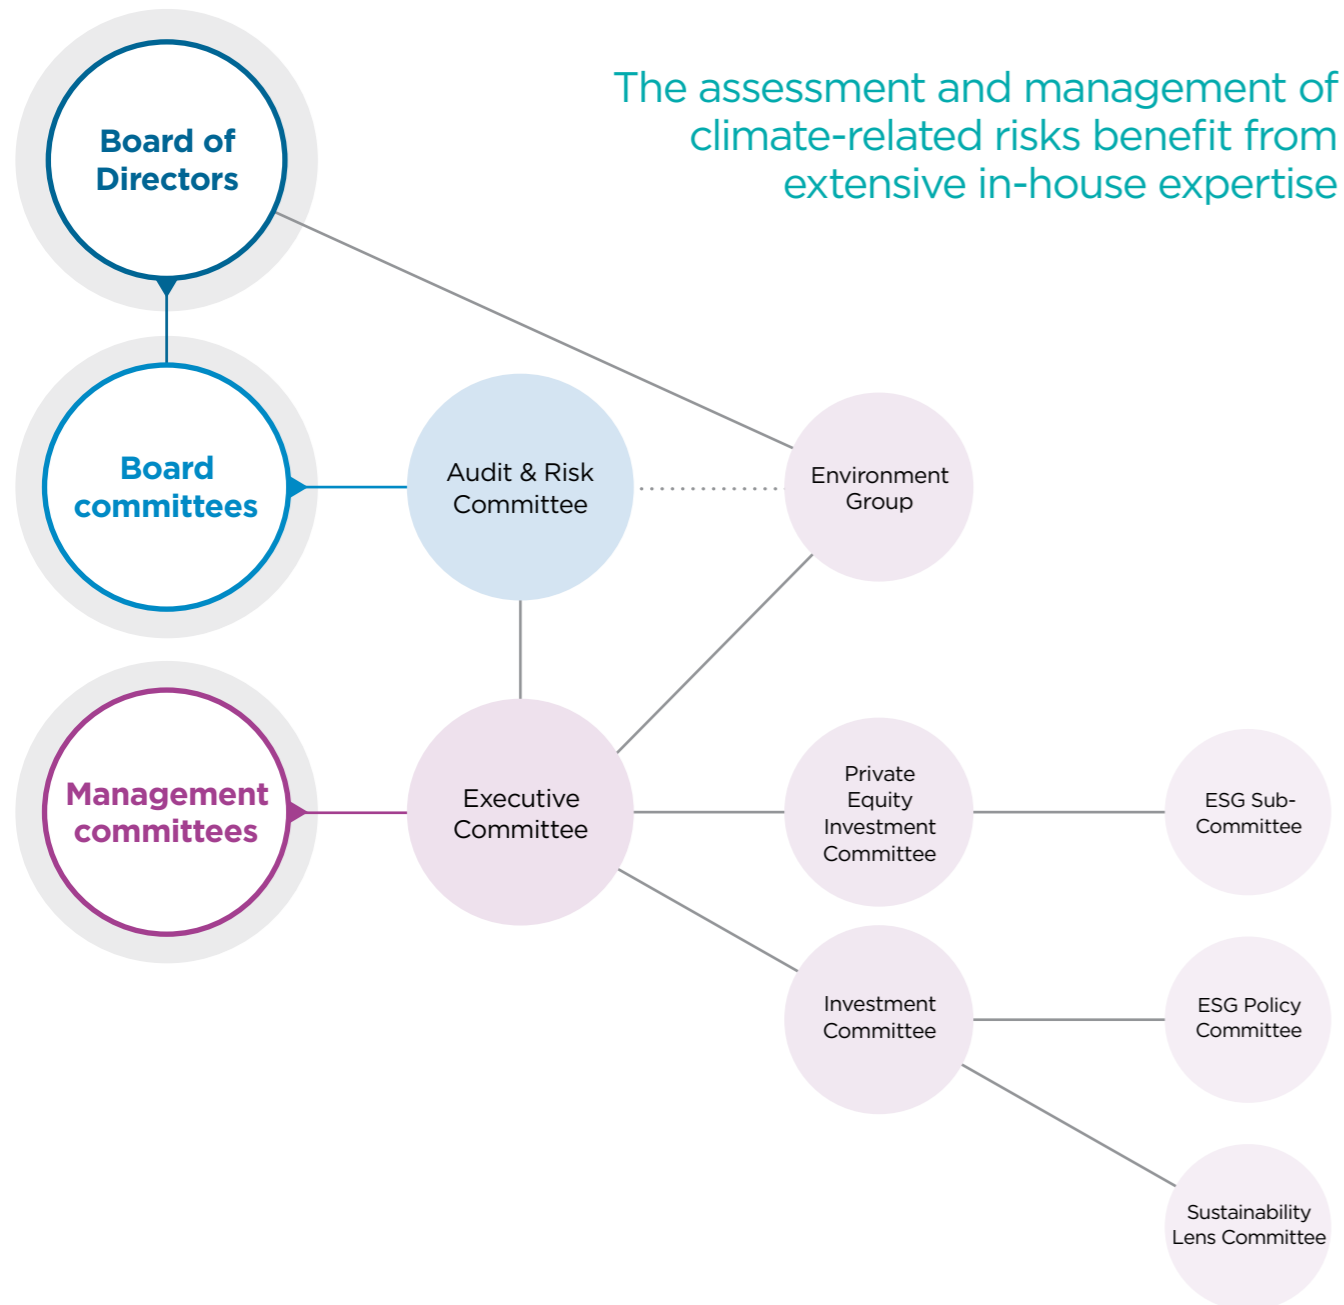 The assessment and management of
climate-related risks benefit from
extensive in-house expertise
Board of
Directors
Board
committees
Audit & Risk
Committee
Environment
Group
Management
committees
Executive
Committee
Private
Equity
Investment
Committee
ESG Sub-
Committee
Investment
Committee
ESG Policy
Committee
Sustainability
Lens Committee